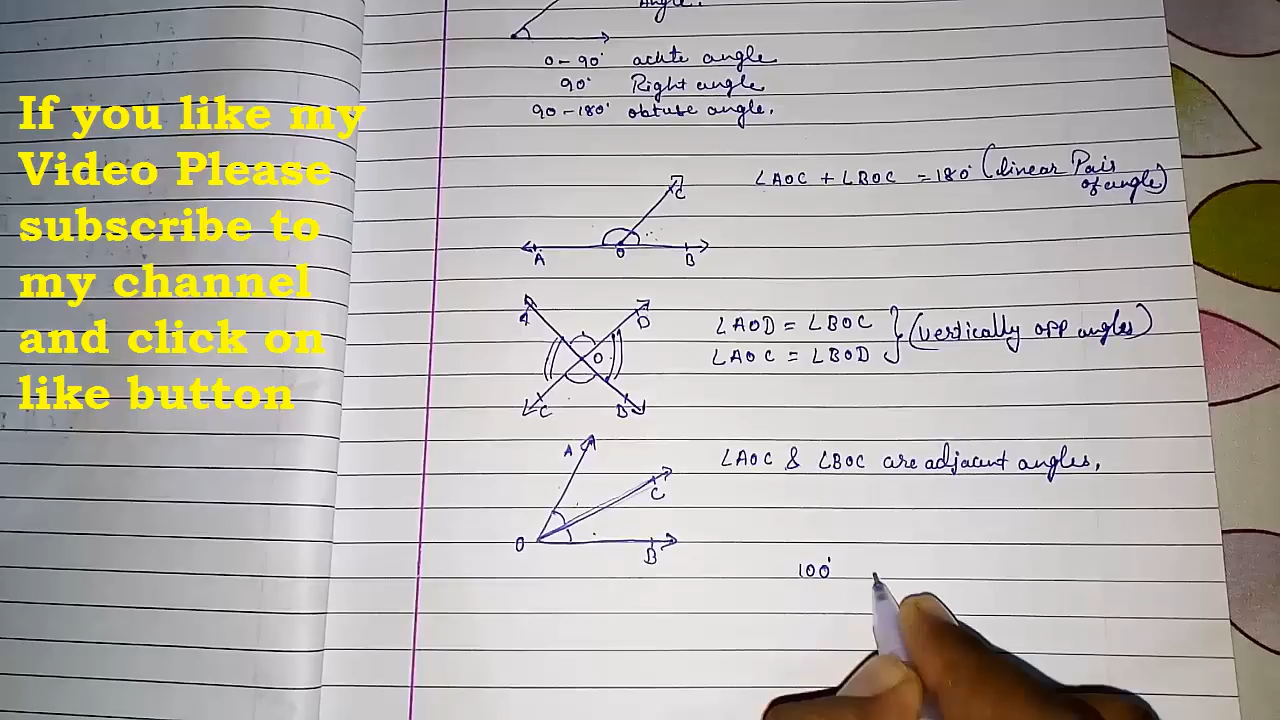 Angle.
0-90° acute angle
90° Right angle
90-180° obtuse angle.
If you like my
Video Please
subscribe to
my channel
and click on
like button
∠AOC + ∠BOC = 180° (linear Pair
of angle)
C
A O B
A D
∠AOD = ∠BOC
∠AOC = ∠BOD } (vertically opp angles)
O
C B
A
∠AOC & ∠BOC are adjacent angles,
C
O B
100°